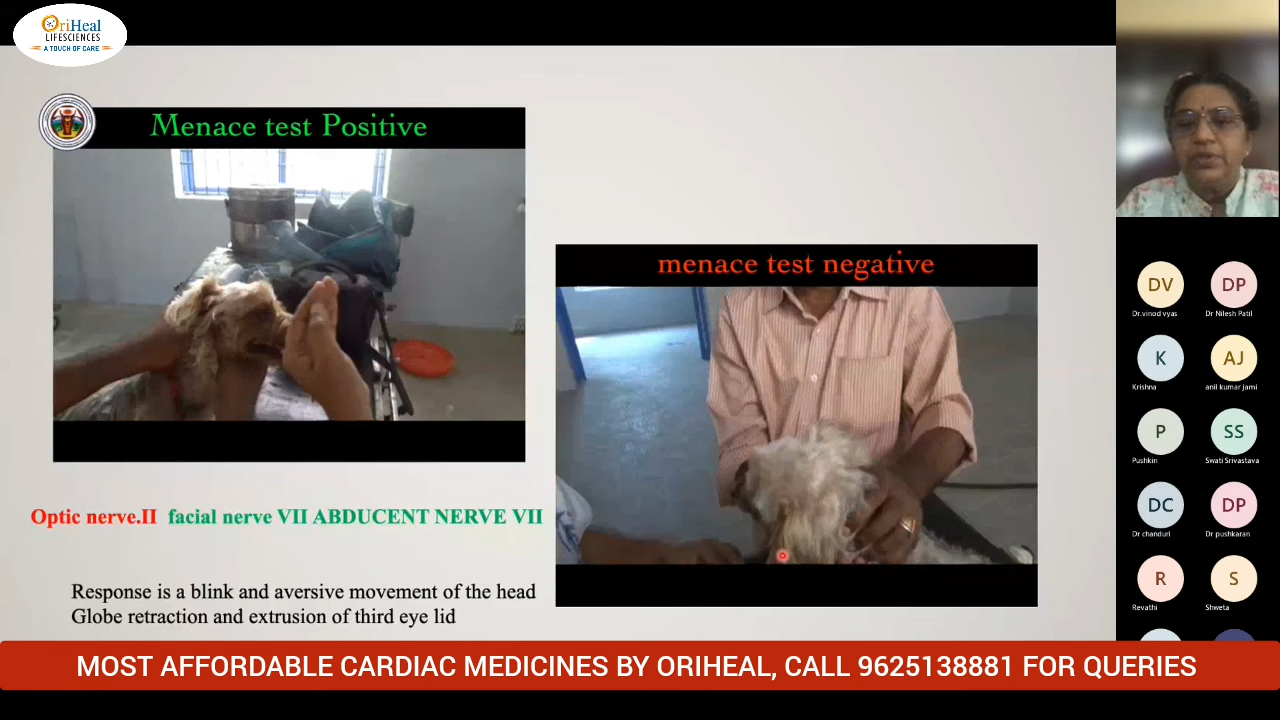 OriHeal
LIFESCIENCES
A TOUCH OF CARE
Menace test Positive
menace test negative
Optic nerve.II facial nerve VII ABDUCENT NERVE VII
Response is a blink and aversive movement of the head
Globe retraction and extrusion of third eye lid
DV
Dr.vinod vyas
DP
Dr Nilesh Patil
K
Krishna
AJ
anil kumar jami
P
Pushkin
SS
Swati Srivastava
DC
Dr chanduri
DP
Dr pushkaran
R
Revathi
S
Shweta
MOST AFFORDABLE CARDIAC MEDICINES BY ORIHEAL, CALL 9625138881 FOR QUERIES